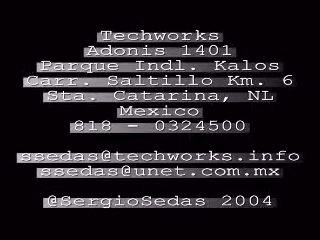 Techworks
Adonis 1401
Parque Indl. Kalos
Carr. Saltillo Km. 6
Sta. Catarina, NL
Mexico
818 - 0324500
ssedas@techworks.info
ssedas@unet.com.mx
@SergioSedas 2004